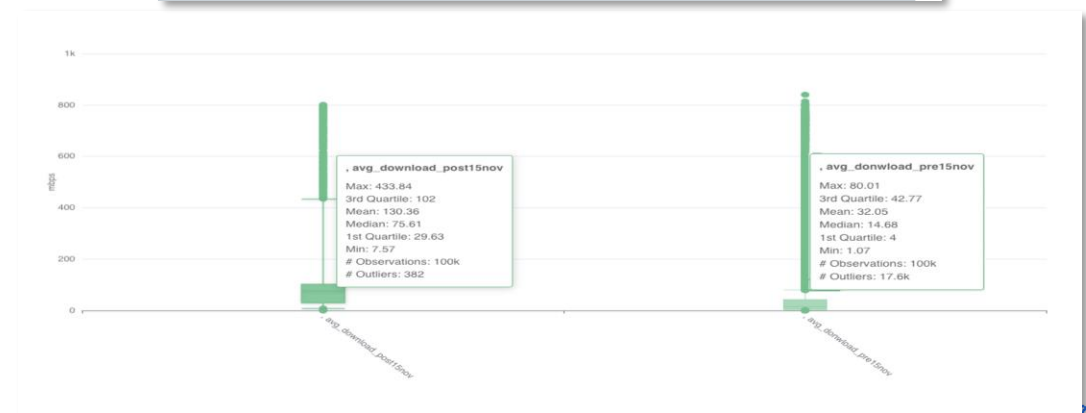 1k
800
600
400
200
0
mbps
, avg_download_post15nov
Max: 433.84
3rd Quartile: 102
Mean: 130.36
Median: 75.61
1st Quartile: 29.63
Min: 7.57
# Observations: 100k
# Outliers: 382
, avg_donwload_pre15nov
Max: 80.01
3rd Quartile: 42.77
Mean: 32.05
Median: 14.68
1st Quartile: 4
Min: 1.07
# Observations: 100k
# Outliers: 17.6k
, avg_download_post15nov
, avg_donwload_pre15nov